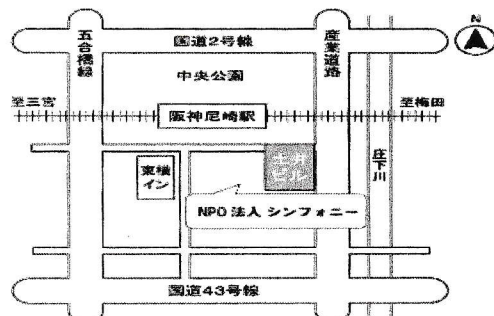 N
五合橋線
国道2号線
産業道路
中央公園
至三宮
阪神尼崎駅
至梅田
庄下川
東横
イン
ビル
NPO 法人 シンフォニー
国道43号線